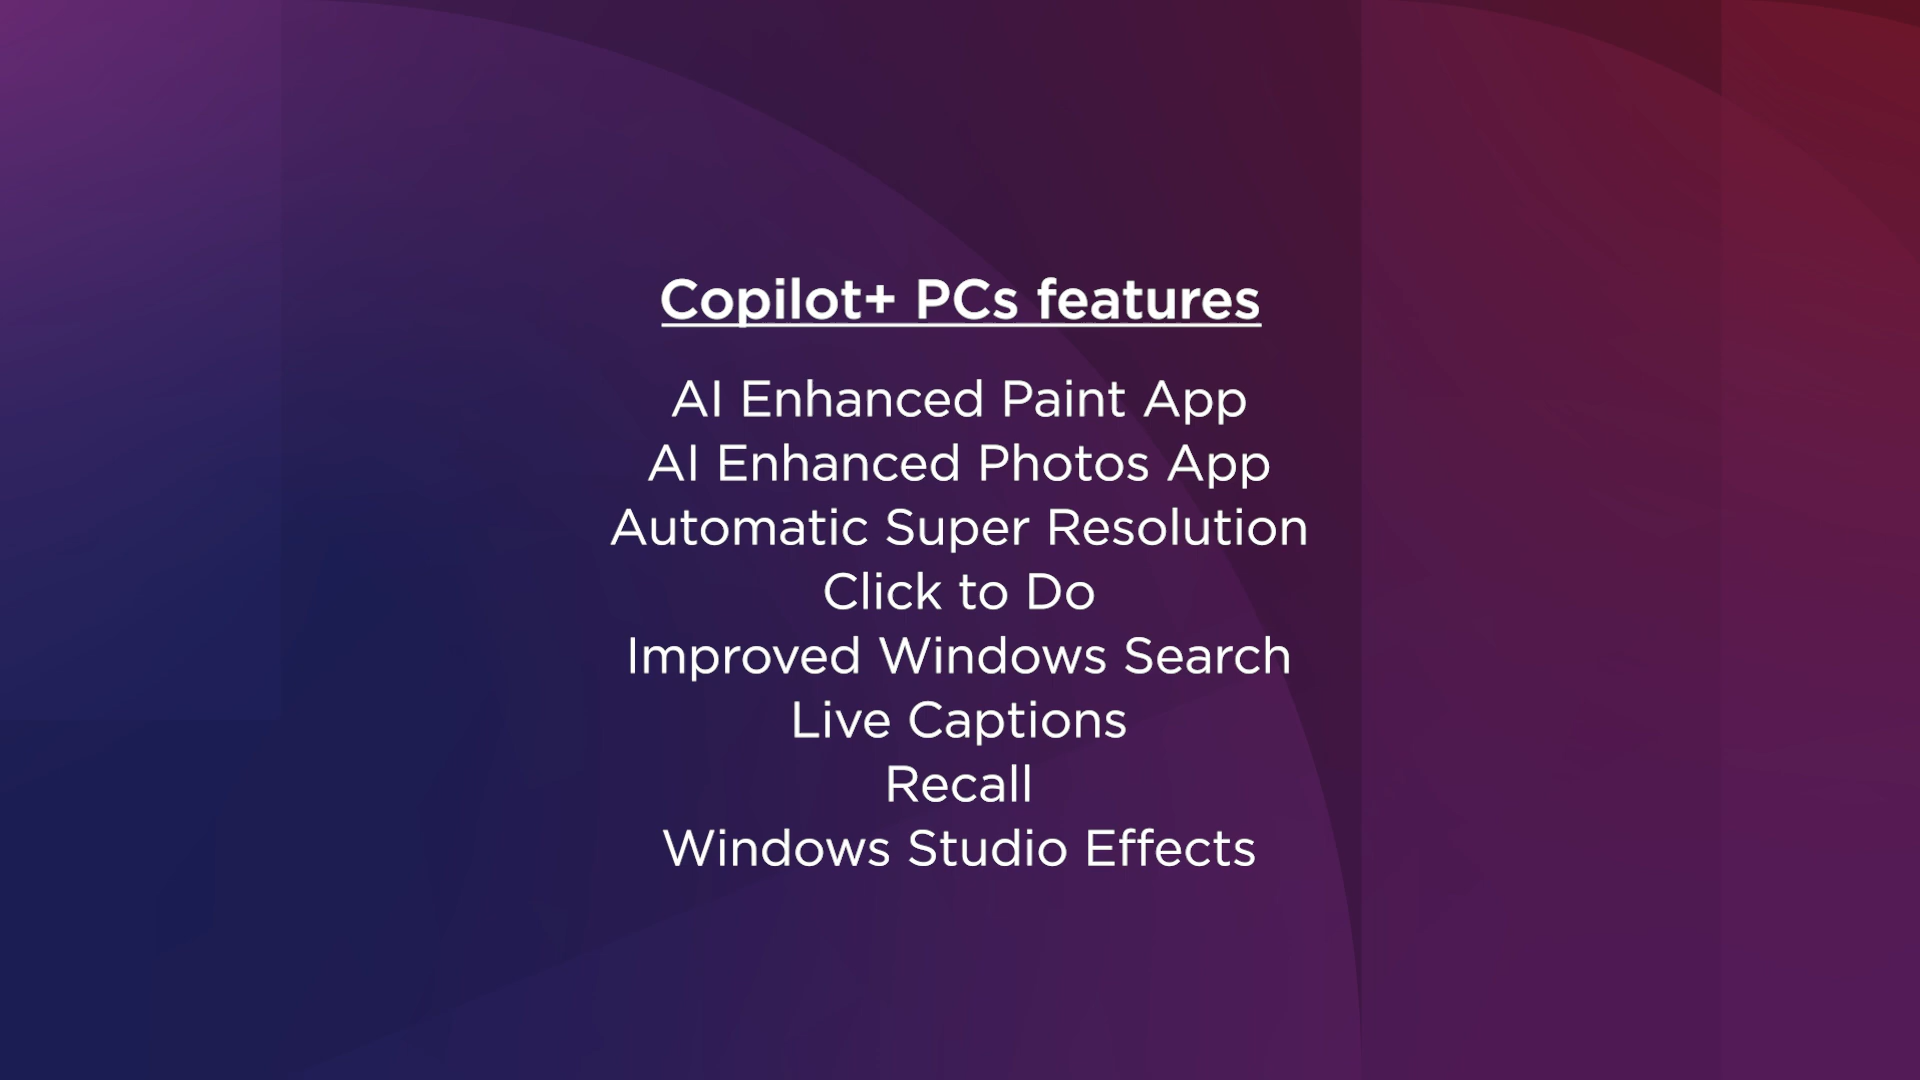 Copilot+ PCs features
AI Enhanced Paint App
AI Enhanced Photos App
Automatic Super Resolution
Click to Do
Improved Windows Search
Live Captions
Recall
Windows Studio Effects